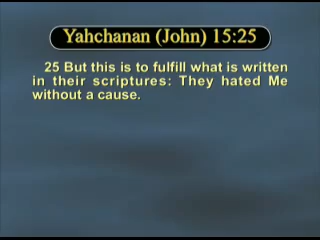 Yahchanan (John) 15:25
25 But this is to fulfill what is written
in their scriptures: They hated Me
without a cause.